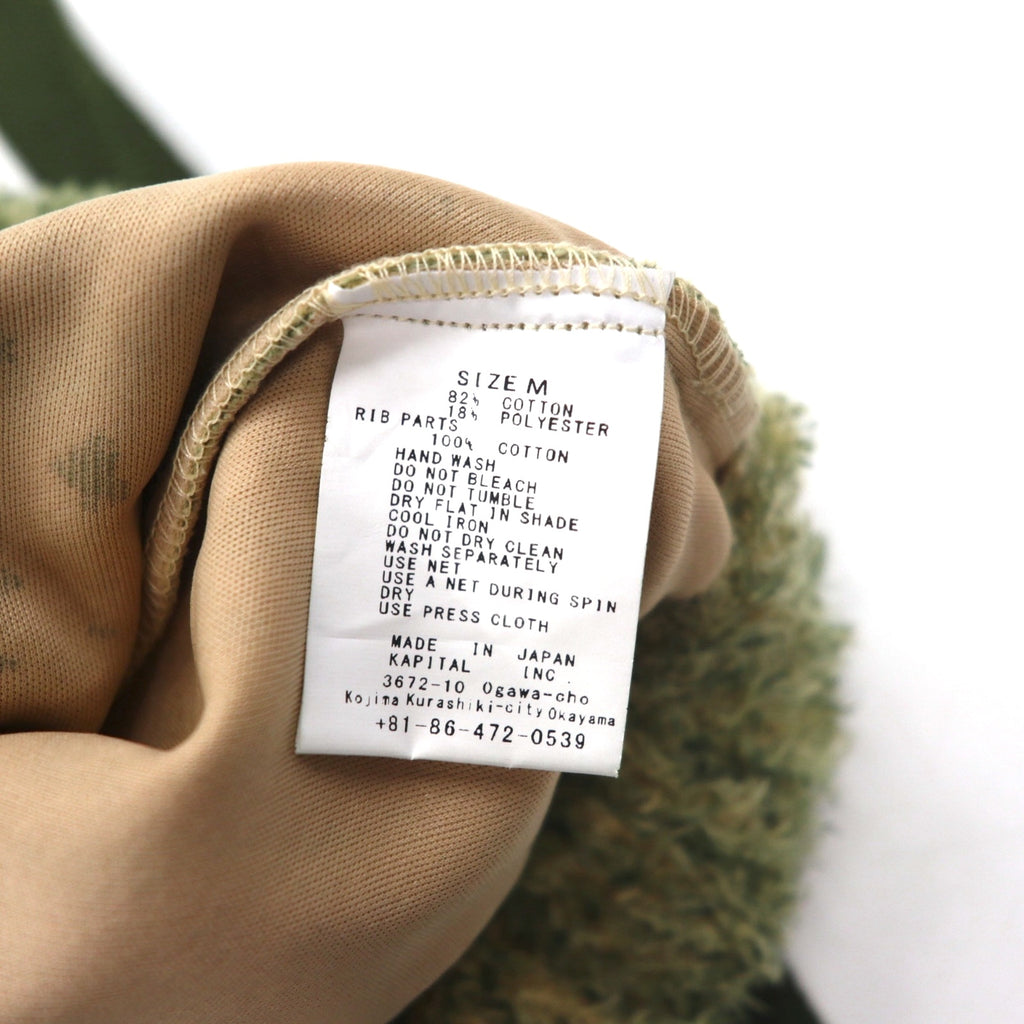 SIZE M
82% COTTON
18% POLYESTER
RIB PARTS
100% COTTON
HAND WASH
DO NOT BLEACH
DO NOT TUMBLE
DRY FLAT IN SHADE
COOL IRON
DO NOT DRY CLEAN
WASH SEPARATELY
USE NET
USE A NET DURING SPIN
DRY
USE PRESS CLOTH
MADE IN JAPAN
KAPITAL INC.
3672-10 Ogawa-cho
Kojima Kurashiki-city Okayama
+81-86-472-0539